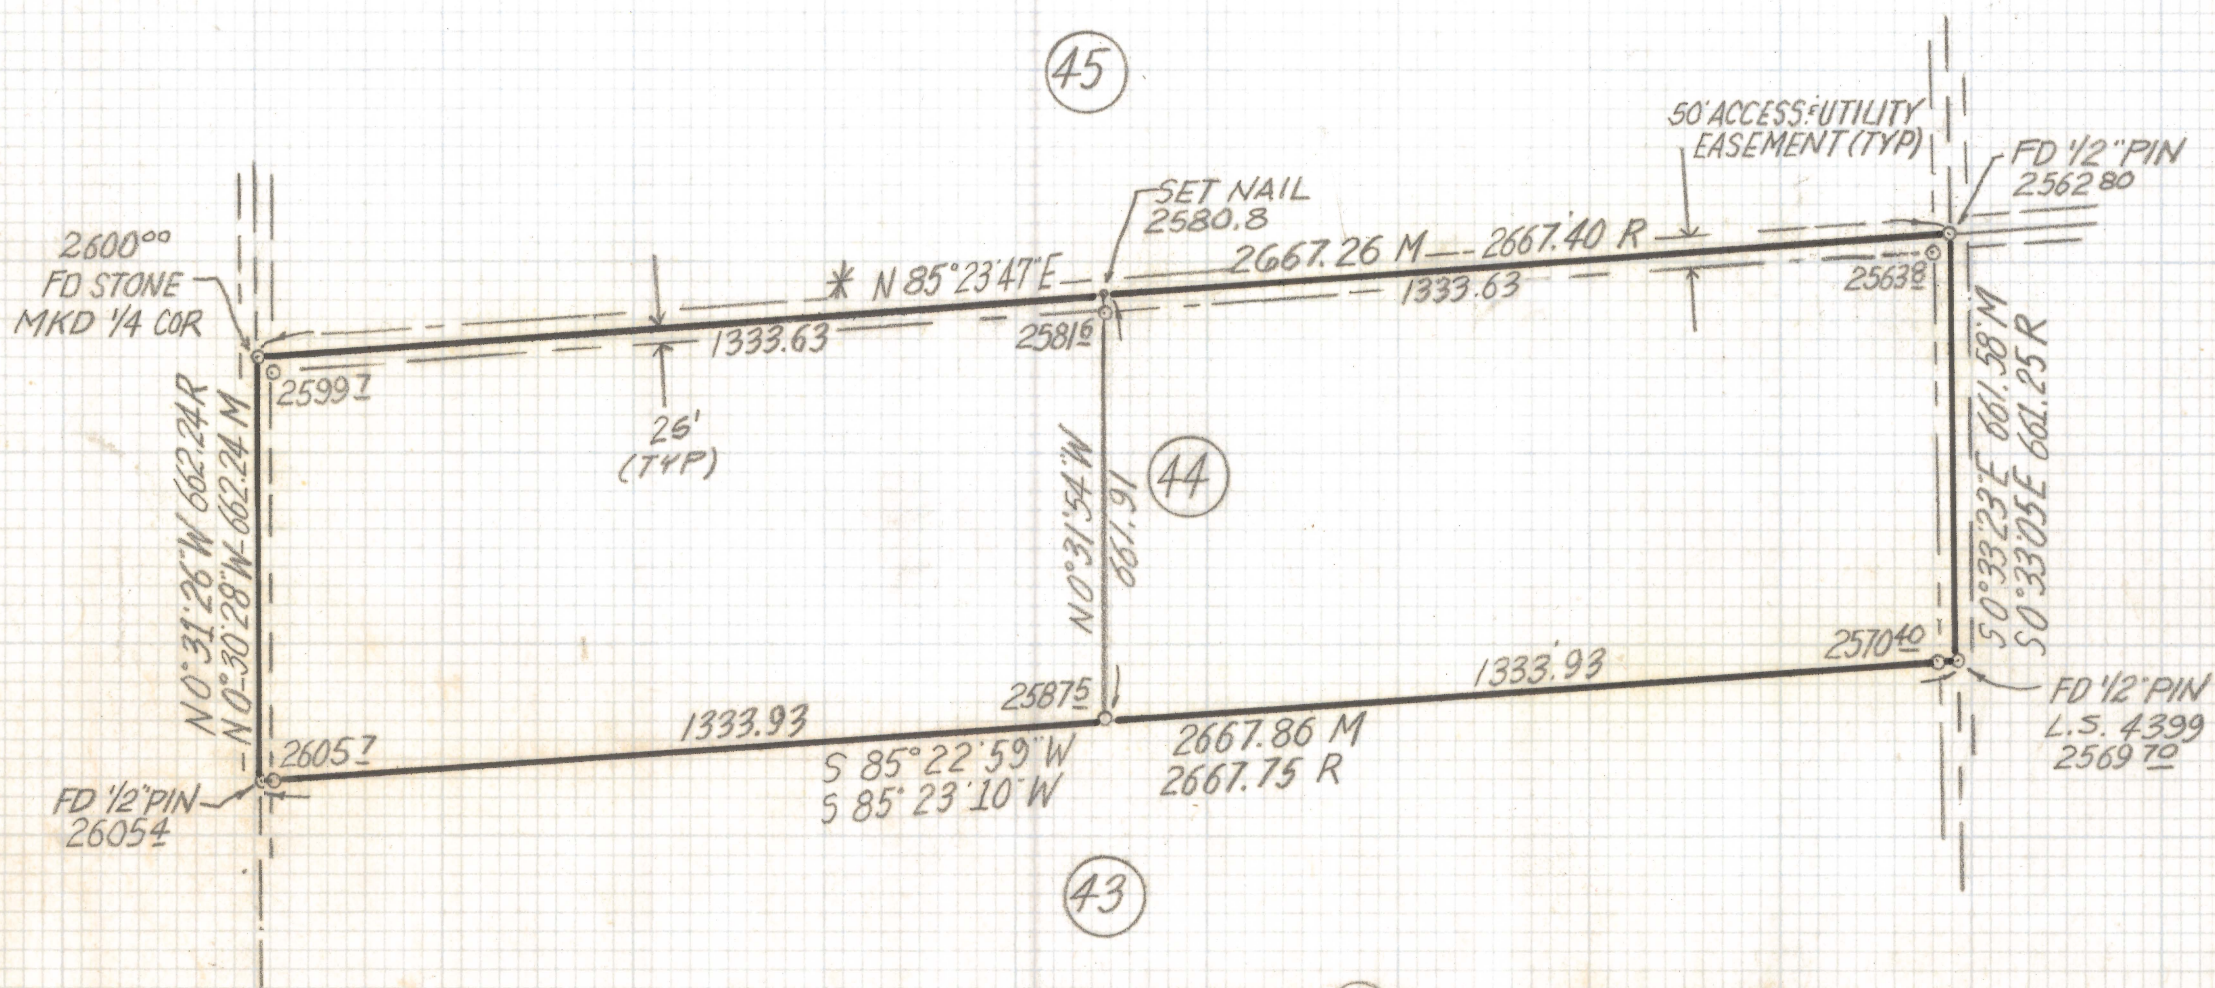 45
50' ACCESS & UTILITY
EASEMENT (TYP)
FD 1/2" PIN
2562 80
SET NAIL
2580.8
2600 00
FD STONE
MKD 1/4 COR
* N 85°23'47"E
2667.26 M
2667.40 R
1333.63
2563 8
1333.63
2581 6
2599 7
25'
(TYP)
N 0°31'26"W 662.24 R
N 0°30'28"W-662.24 M
N 0°31'54"W
661.91
44
S 0°33'23"E 661.58' M
S 0°33'05"E 661.25 R
2570 40
1333.93
2587 5
1333.93
2605 7
FD 1/2" PIN
2605 4
S 85°22'59"W
S 85°23'10"W
2667.86 M
2667.75 R
FD 1/2" PIN
L.S. 4399
2569 70
43